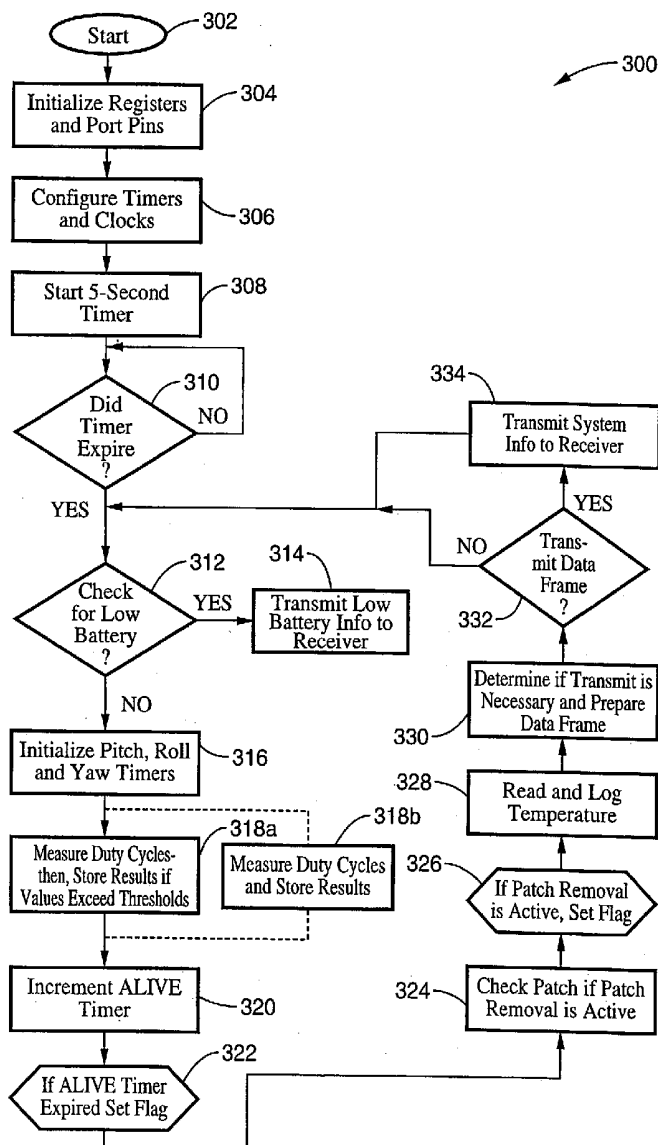 Start
302
300
Initialize Registers
and Port Pins
304
Configure Timers
and Clocks
306
Start 5-Second
Timer
308
Did
Timer
Expire
?
310
NO
YES
Check
for Low
Battery
?
312
YES
NO
314
Transmit Low
Battery Info to
Receiver
Initialize Pitch, Roll
and Yaw Timers
316
318a
Measure Duty Cycles-
then, Store Results if
Values Exceed Thresholds
318b
Measure Duty Cycles
and Store Results
Increment ALIVE
Timer
320
322
If ALIVE Timer
Expired Set Flag
324
Check Patch if Patch
Removal is Active
326
If Patch Removal
is Active, Set Flag
328
Read and Log
Temperature
Determine if Transmit is
Necessary and Prepare
Data Frame
330
332
Trans-
mit Data
Frame
?
NO
YES
334
Transmit System
Info to Receiver